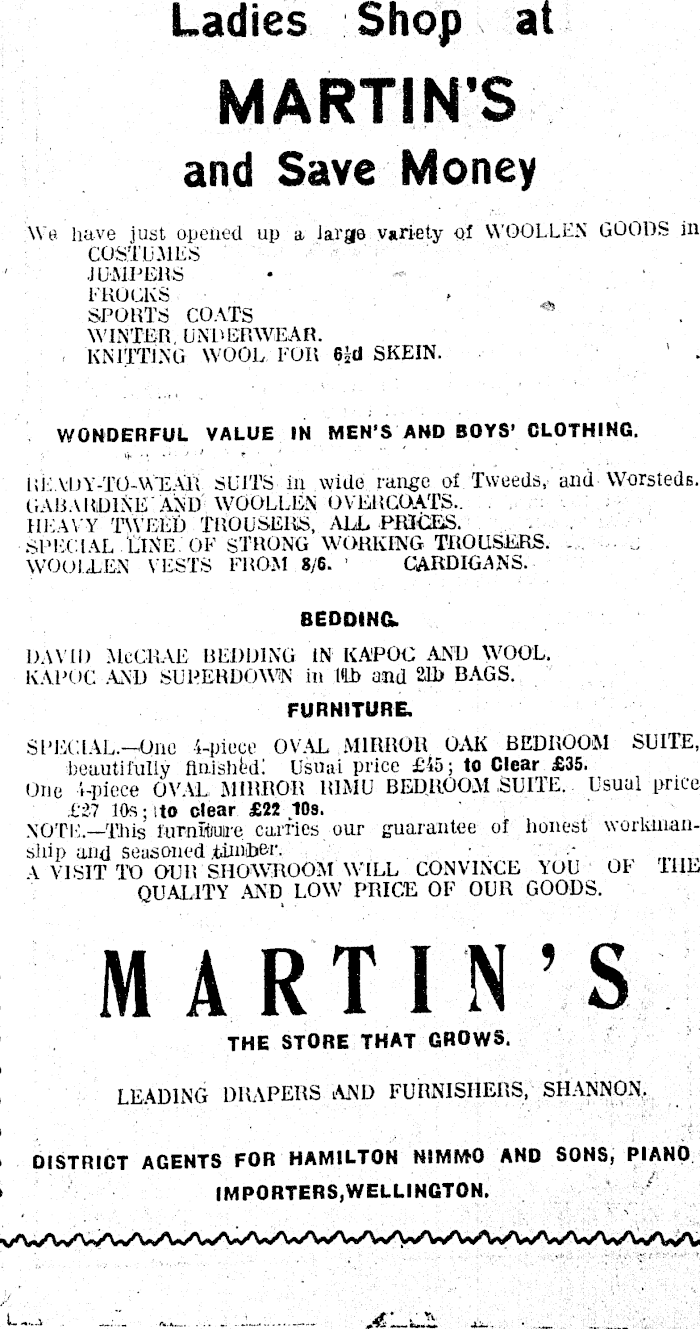 Ladies Shop at
MARTIN'S
and Save Money
We have just opened up a large variety of WOOLLEN GOODS in
COSTUMES
JUMPERS
FROCKS
SPORTS COATS
WINTER UNDERWEAR.
KNITTING WOOL FOR 6½d SKEIN.
WONDERFUL VALUE IN MEN'S AND BOYS' CLOTHING.
READY-TO-WEAR SUITS in wide range of Tweeds, and Worsteds.
GABARDINE AND WOOLLEN OVERCOATS.
HEAVY TWEED TROUSERS, ALL PRICES.
SPECIAL LINE OF STRONG WORKING TROUSERS.
WOOLLEN VESTS FROM 8/6. CARDIGANS.
BEDDING.
DAVID McCRAE BEDDING IN KAPOC AND WOOL.
KAPOC AND SUPERDOWN in 1lb and 2lb BAGS.
FURNITURE.
SPECIAL.—One 4-piece OVAL MIRROR OAK BEDROOM SUITE,
beautifully finished. Usual price £45; to Clear £35.
One 4-piece OVAL MIRROR RIMU BEDROOM SUITE. Usual price
£27 10s; to clear £22 10s.
NOTE.—This furniture carries our guarantee of honest workman-
ship and seasoned timber.
A VISIT TO OUR SHOWROOM WILL CONVINCE YOU OF THE
QUALITY AND LOW PRICE OF OUR GOODS.
MARTIN'S
THE STORE THAT GROWS.
LEADING DRAPERS AND FURNISHERS, SHANNON.
DISTRICT AGENTS FOR HAMILTON NIMMO AND SONS, PIANO
IMPORTERS, WELLINGTON.